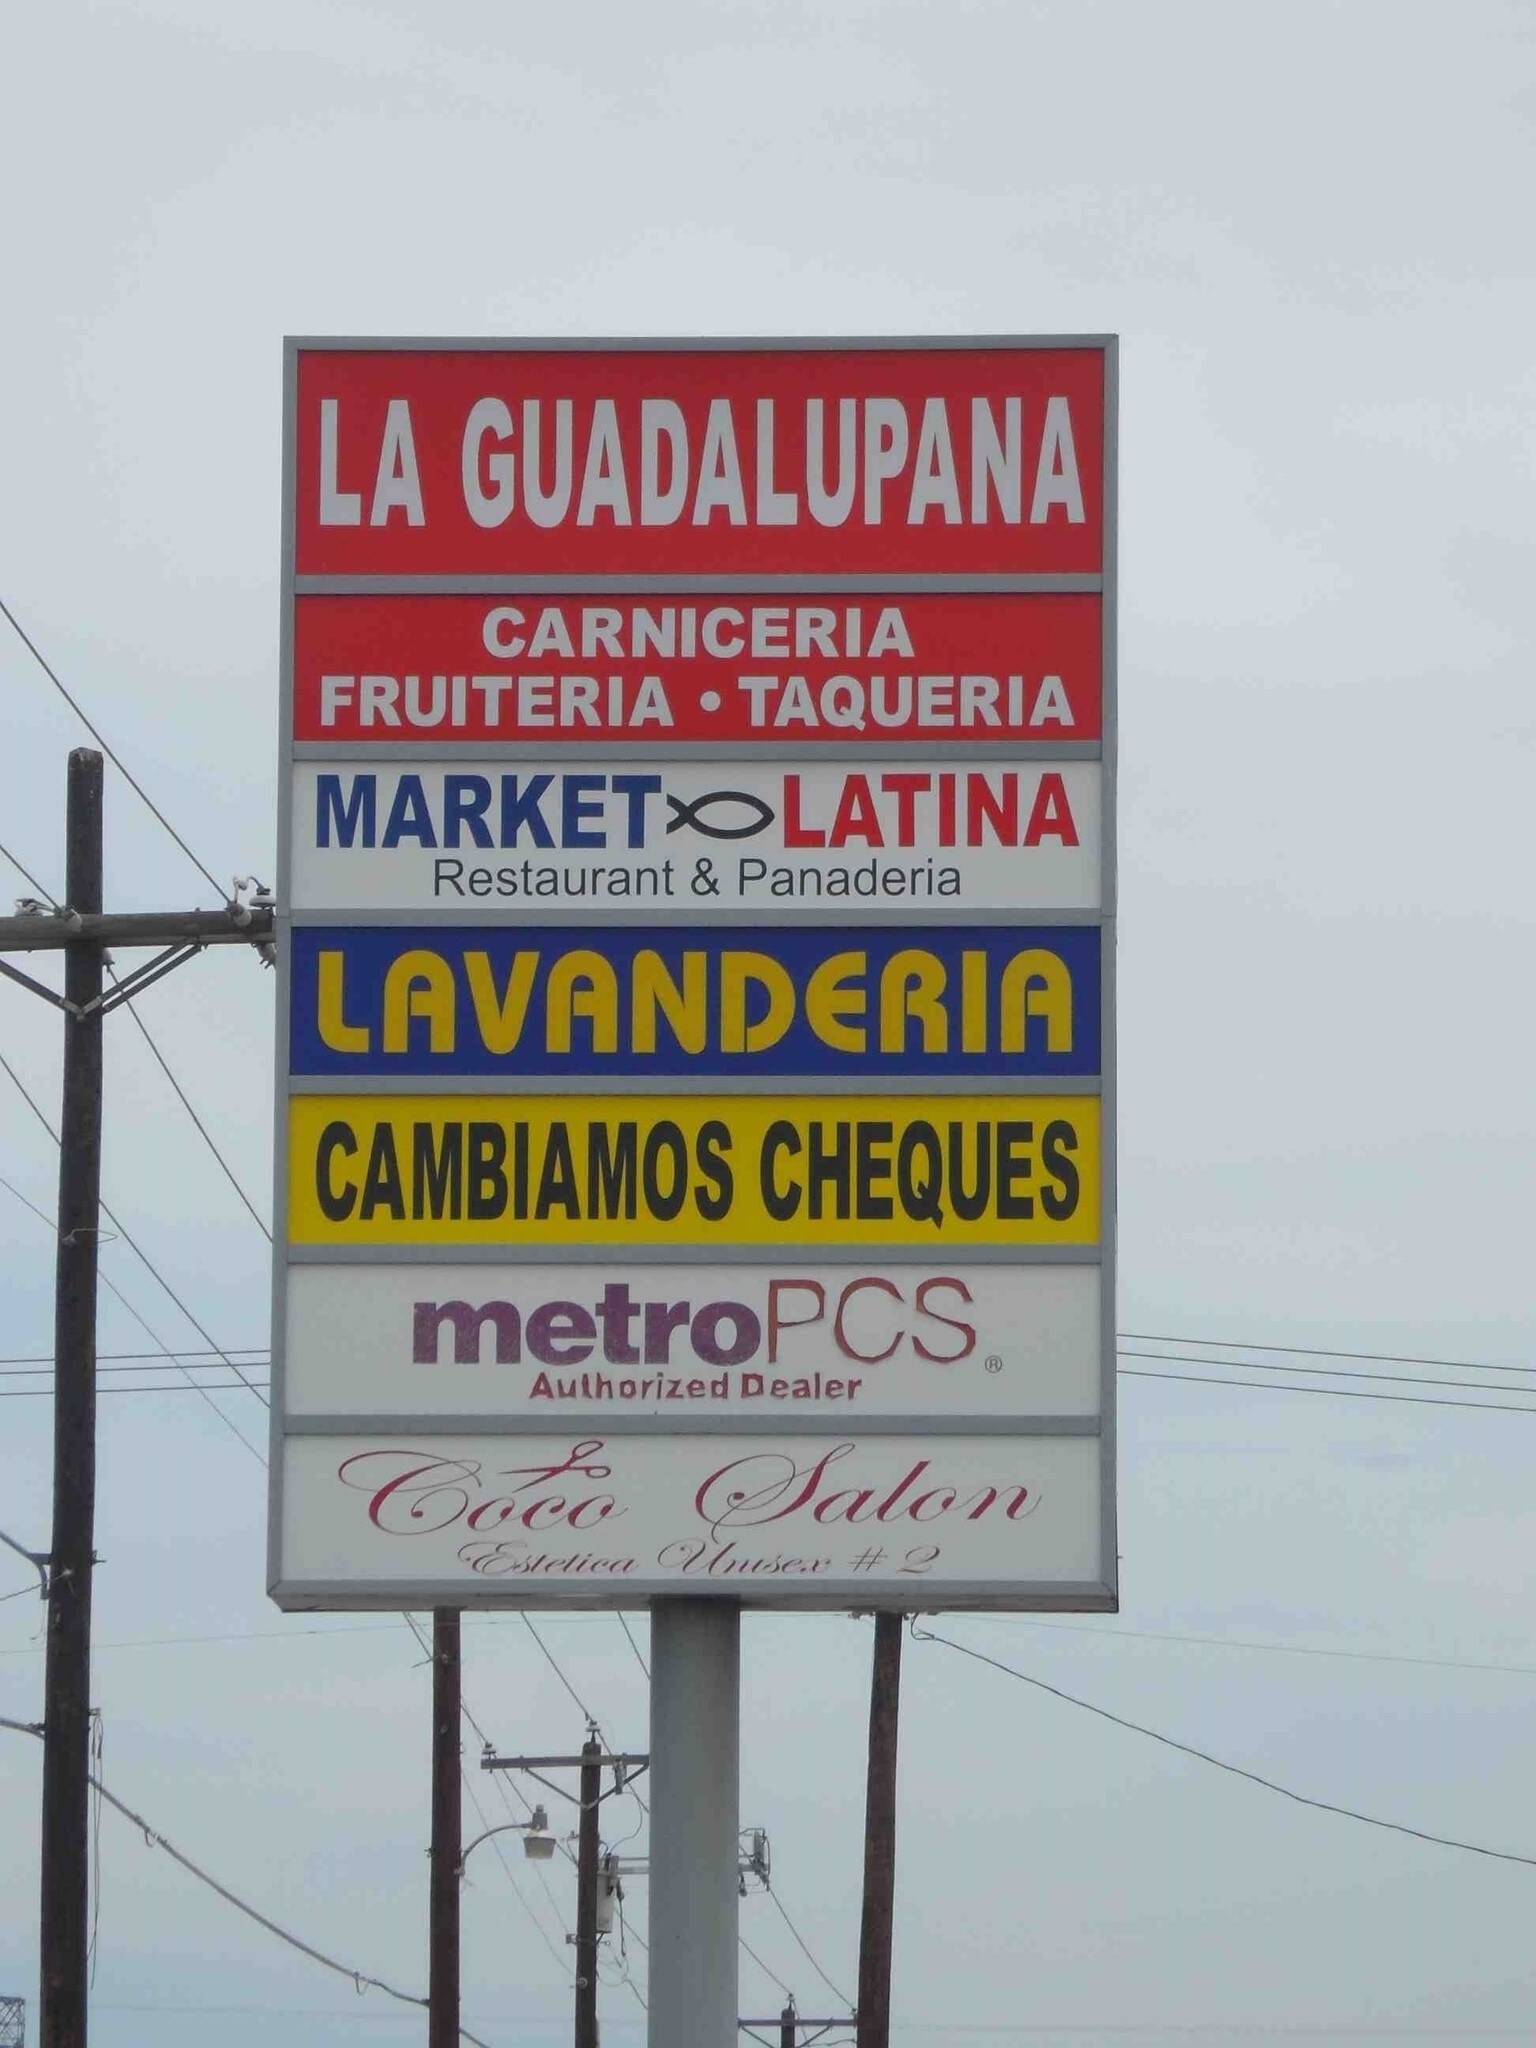 LA GUADALUPANA
CARNICERIA
FRUITERIA • TAQUERIA
MARKET LATINA
Restaurant & Panaderia
LAVANDERIA
CAMBIAMOS CHEQUES
metroPCS®
Authorized Dealer
Coco Salon
Estetica Unisex # 2